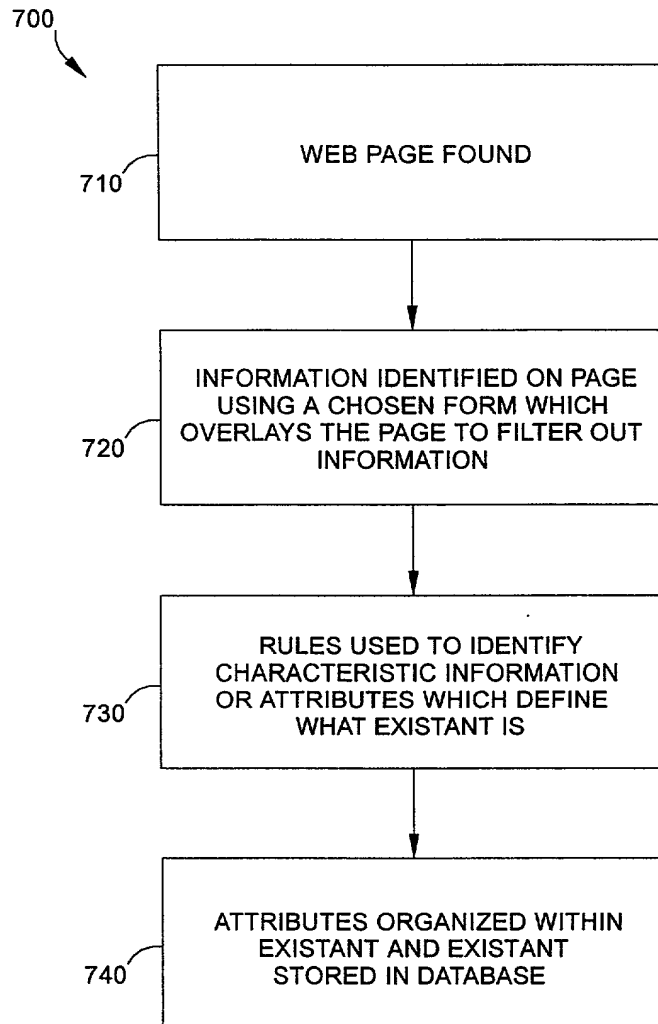 700
WEB PAGE FOUND
710
INFORMATION IDENTIFIED ON PAGE
USING A CHOSEN FORM WHICH
OVERLAYS THE PAGE TO FILTER OUT
INFORMATION
720
RULES USED TO IDENTIFY
CHARACTERISTIC INFORMATION
OR ATTRIBUTES WHICH DEFINE
WHAT EXISTANT IS
730
ATTRIBUTES ORGANIZED WITHIN
EXISTANT AND EXISTANT
STORED IN DATABASE
740